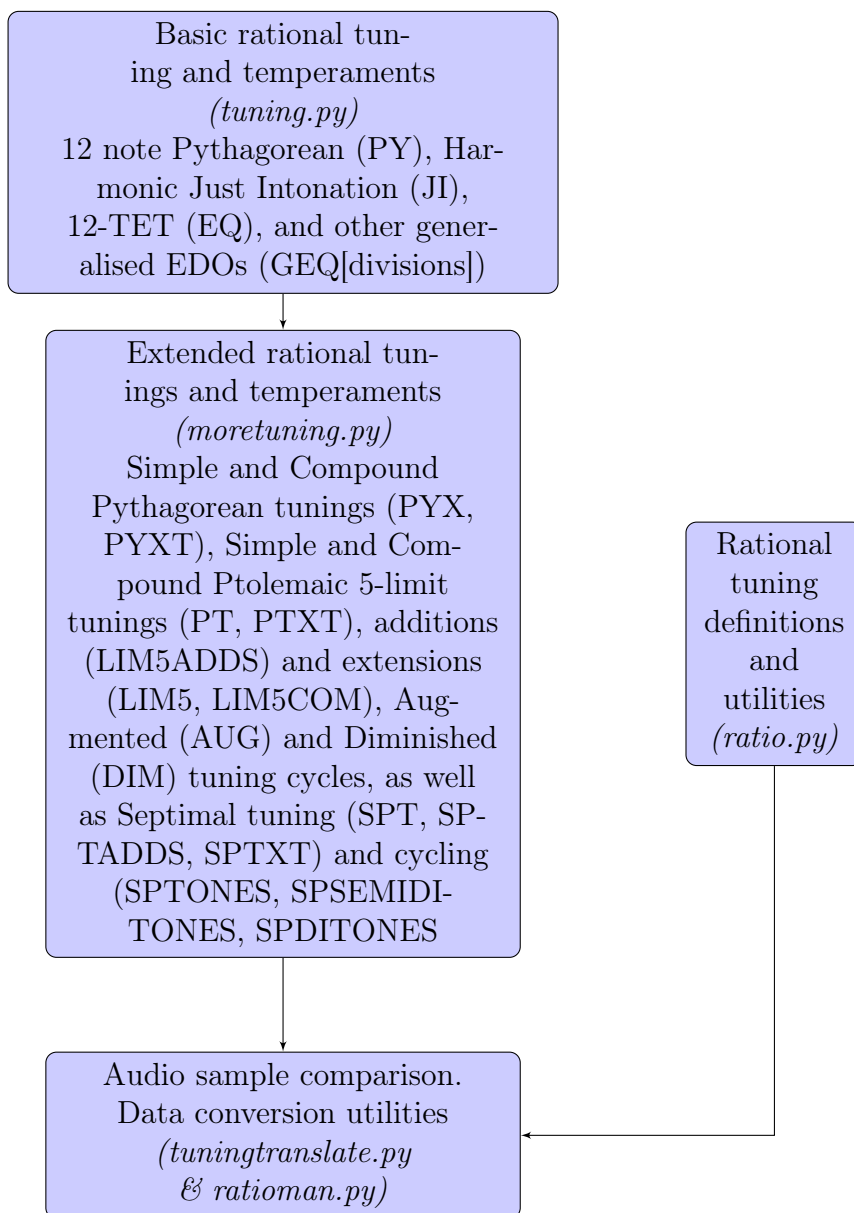 Basic rational tun-
ing and temperaments
(tuning.py)
12 note Pythagorean (PY), Har-
monic Just Intonation (JI),
12-TET (EQ), and other gener-
alised EDOs (GEQ[divisions])
Extended rational tun-
ings and temperaments
(moretuning.py)
Simple and Compound
Pythagorean tunings (PYX,
PYXT), Simple and Com-
pound Ptolemaic 5-limit
tunings (PT, PTXT), additions
(LIM5ADDS) and extensions
(LIM5, LIM5COM), Aug-
mented (AUG) and Diminished
(DIM) tuning cycles, as well
as Septimal tuning (SPT, SP-
TADDS, SPTXT) and cycling
(SPTONES, SPSEMIDI-
TONES, SPDITONES
Rational
tuning
definitions
and
utilities
(ratio.py)
Audio sample comparison.
Data conversion utilities
(tuningtranslate.py
& ratioman.py)